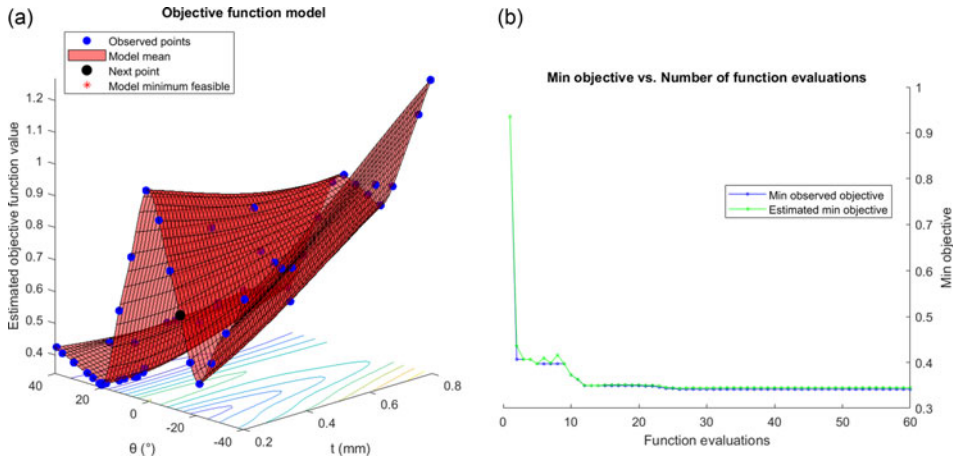 (a)
Objective function model
Observed points
Model mean
Next point
Model minimum feasible
Estimated objective function value
1.2
1.1
1
0.9
0.8
0.7
0.6
0.5
0.4
40
20
0
-20
-40
θ (°)
0.2
0.4
0.6
0.8
t (mm)
(b)
Min objective vs. Number of function evaluations
Min observed objective
Estimated min objective
1
0.9
0.8
0.7
0.6
0.5
0.4
0.3
Min objective
0
10
20
30
40
50
60
Function evaluations